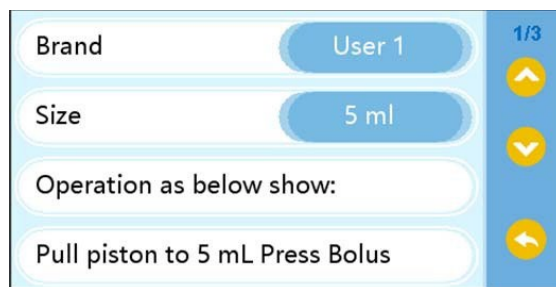 Brand
User 1
1/3
Size
5 ml
Operation as below show:
Pull piston to 5 mL Press Bolus